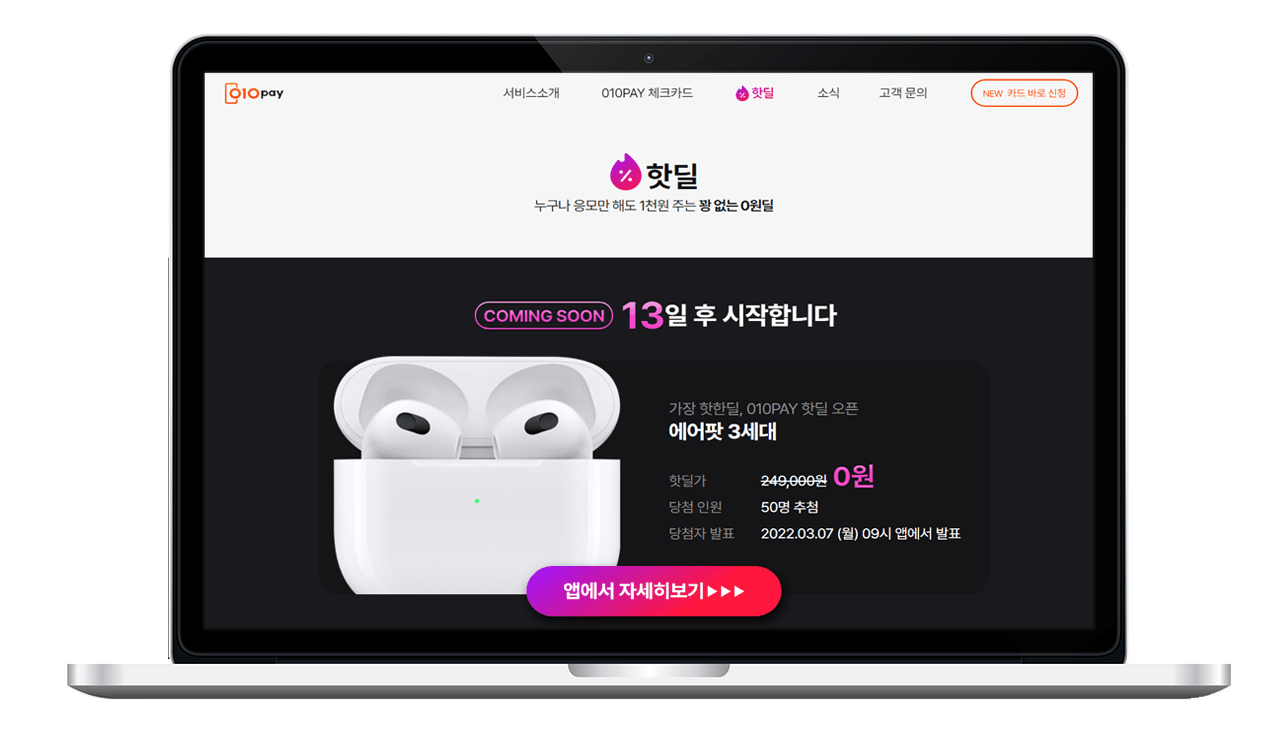 010pay
서비스소개 010PAY 체크카드 핫딜 소식 고객 문의 NEW 카드 바로 신청
핫딜
누구나 응모만 해도 1천원 주는 꽝 없는 0원딜
COMING SOON 13일 후 시작합니다
가장 핫한딜, 010PAY 핫딜 오픈
에어팟 3세대
핫딜가 249,000원 0원
당첨 인원 50명 추첨
당첨자 발표 2022.03.07 (월) 09시 앱에서 발표
앱에서 자세히보기▶▶▶